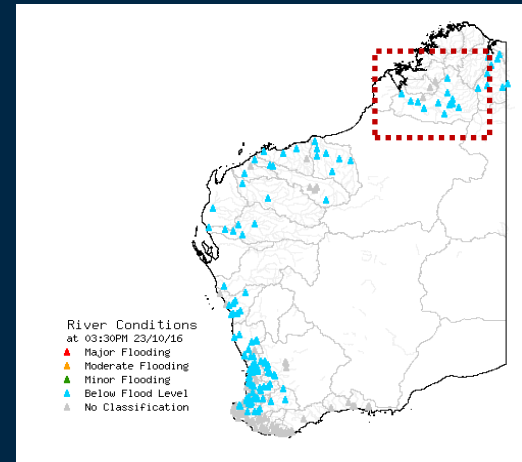 River Conditions
at 03:30PM 23/10/16
Major Flooding
Moderate Flooding
Minor Flooding
Below Flood Level
No Classification